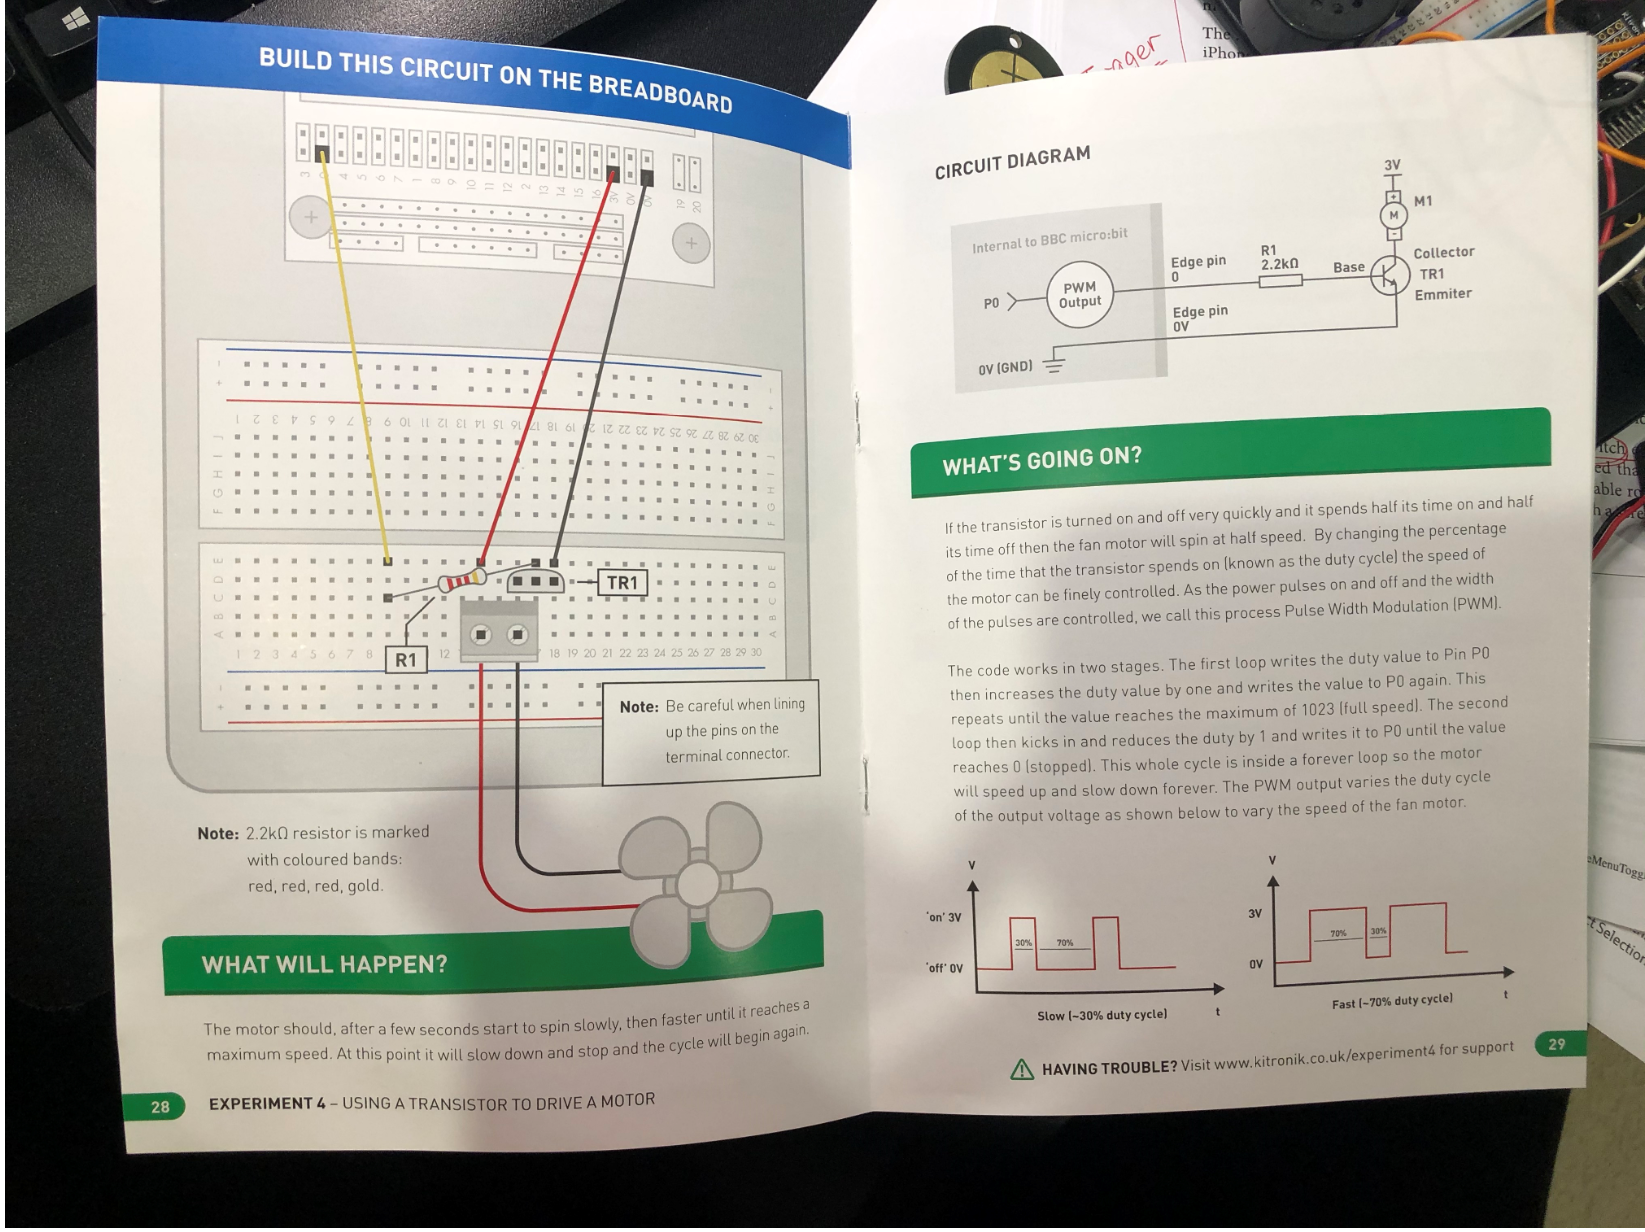 BUILD THIS CIRCUIT ON THE BREADBOARD
3 0 4 5 6 7 1 8 9 10 11 12 2 13 14 15 16 3V 0V 0V 19 20
- -
+ +
1 2 3 4 5 6 7 8 9 10 11 12 13 14 15 16 17 18 19 20 21 22 23 24 25 26 27 28 29 30
J J
I I
H H
G G
F F
E E
D D
C C
B B
A A
TR1
1 2 3 4 5 6 7 8 12 18 19 20 21 22 23 24 25 26 27 28 29 30
R1
-
+
Note: Be careful when lining
up the pins on the
terminal connector.
Note: 2.2kΩ resistor is marked
with coloured bands:
red, red, red, gold.
WHAT WILL HAPPEN?
The motor should, after a few seconds start to spin slowly, then faster until it reaches a
maximum speed. At this point it will slow down and stop and the cycle will begin again.
28
EXPERIMENT 4 – USING A TRANSISTOR TO DRIVE A MOTOR
CIRCUIT DIAGRAM
3V
+
M
-
M1
Internal to BBC micro:bit
P0
PWM
Output
Edge pin
0
R1
2.2kΩ
Base
Collector
TR1
Emmiter
Edge pin
0V
0V (GND)
WHAT'S GOING ON?
If the transistor is turned on and off very quickly and it spends half its time on and half
its time off then the fan motor will spin at half speed. By changing the percentage
of the time that the transistor spends on (known as the duty cycle) the speed of
the motor can be finely controlled. As the power pulses on and off and the width
of the pulses are controlled, we call this process Pulse Width Modulation (PWM).
The code works in two stages. The first loop writes the duty value to Pin P0
then increases the duty value by one and writes the value to P0 again. This
repeats until the value reaches the maximum of 1023 (full speed). The second
loop then kicks in and reduces the duty by 1 and writes it to P0 until the value
reaches 0 (stopped). This whole cycle is inside a forever loop so the motor
will speed up and slow down forever. The PWM output varies the duty cycle
of the output voltage as shown below to vary the speed of the fan motor.
V
'on' 3V
30% 70%
'off' 0V
Slow (~30% duty cycle)
t
V
3V
70% 30%
0V
Fast (~70% duty cycle)
t
HAVING TROUBLE? Visit www.kitronik.co.uk/experiment4 for support
29
The
iPhon